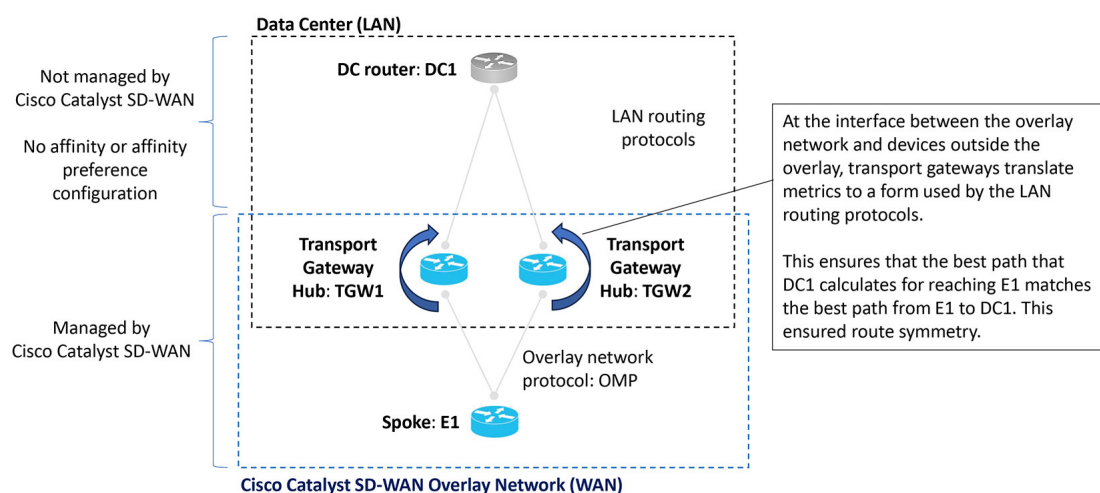 Data Center (LAN)
DC router: DC1
Not managed by
Cisco Catalyst SD-WAN
No affinity or affinity
preference
configuration
LAN routing
protocols
At the interface between the overlay
network and devices outside the
overlay, transport gateways translate
metrics to a form used by the LAN
routing protocols.
This ensures that the best path that
DC1 calculates for reaching E1 matches
the best path from E1 to DC1. This
ensured route symmetry.
Transport
Gateway
Hub: TGW1
Transport
Gateway
Hub: TGW2
Managed by
Cisco Catalyst SD-WAN
Overlay network
protocol: OMP
Spoke: E1
Cisco Catalyst SD-WAN Overlay Network (WAN)